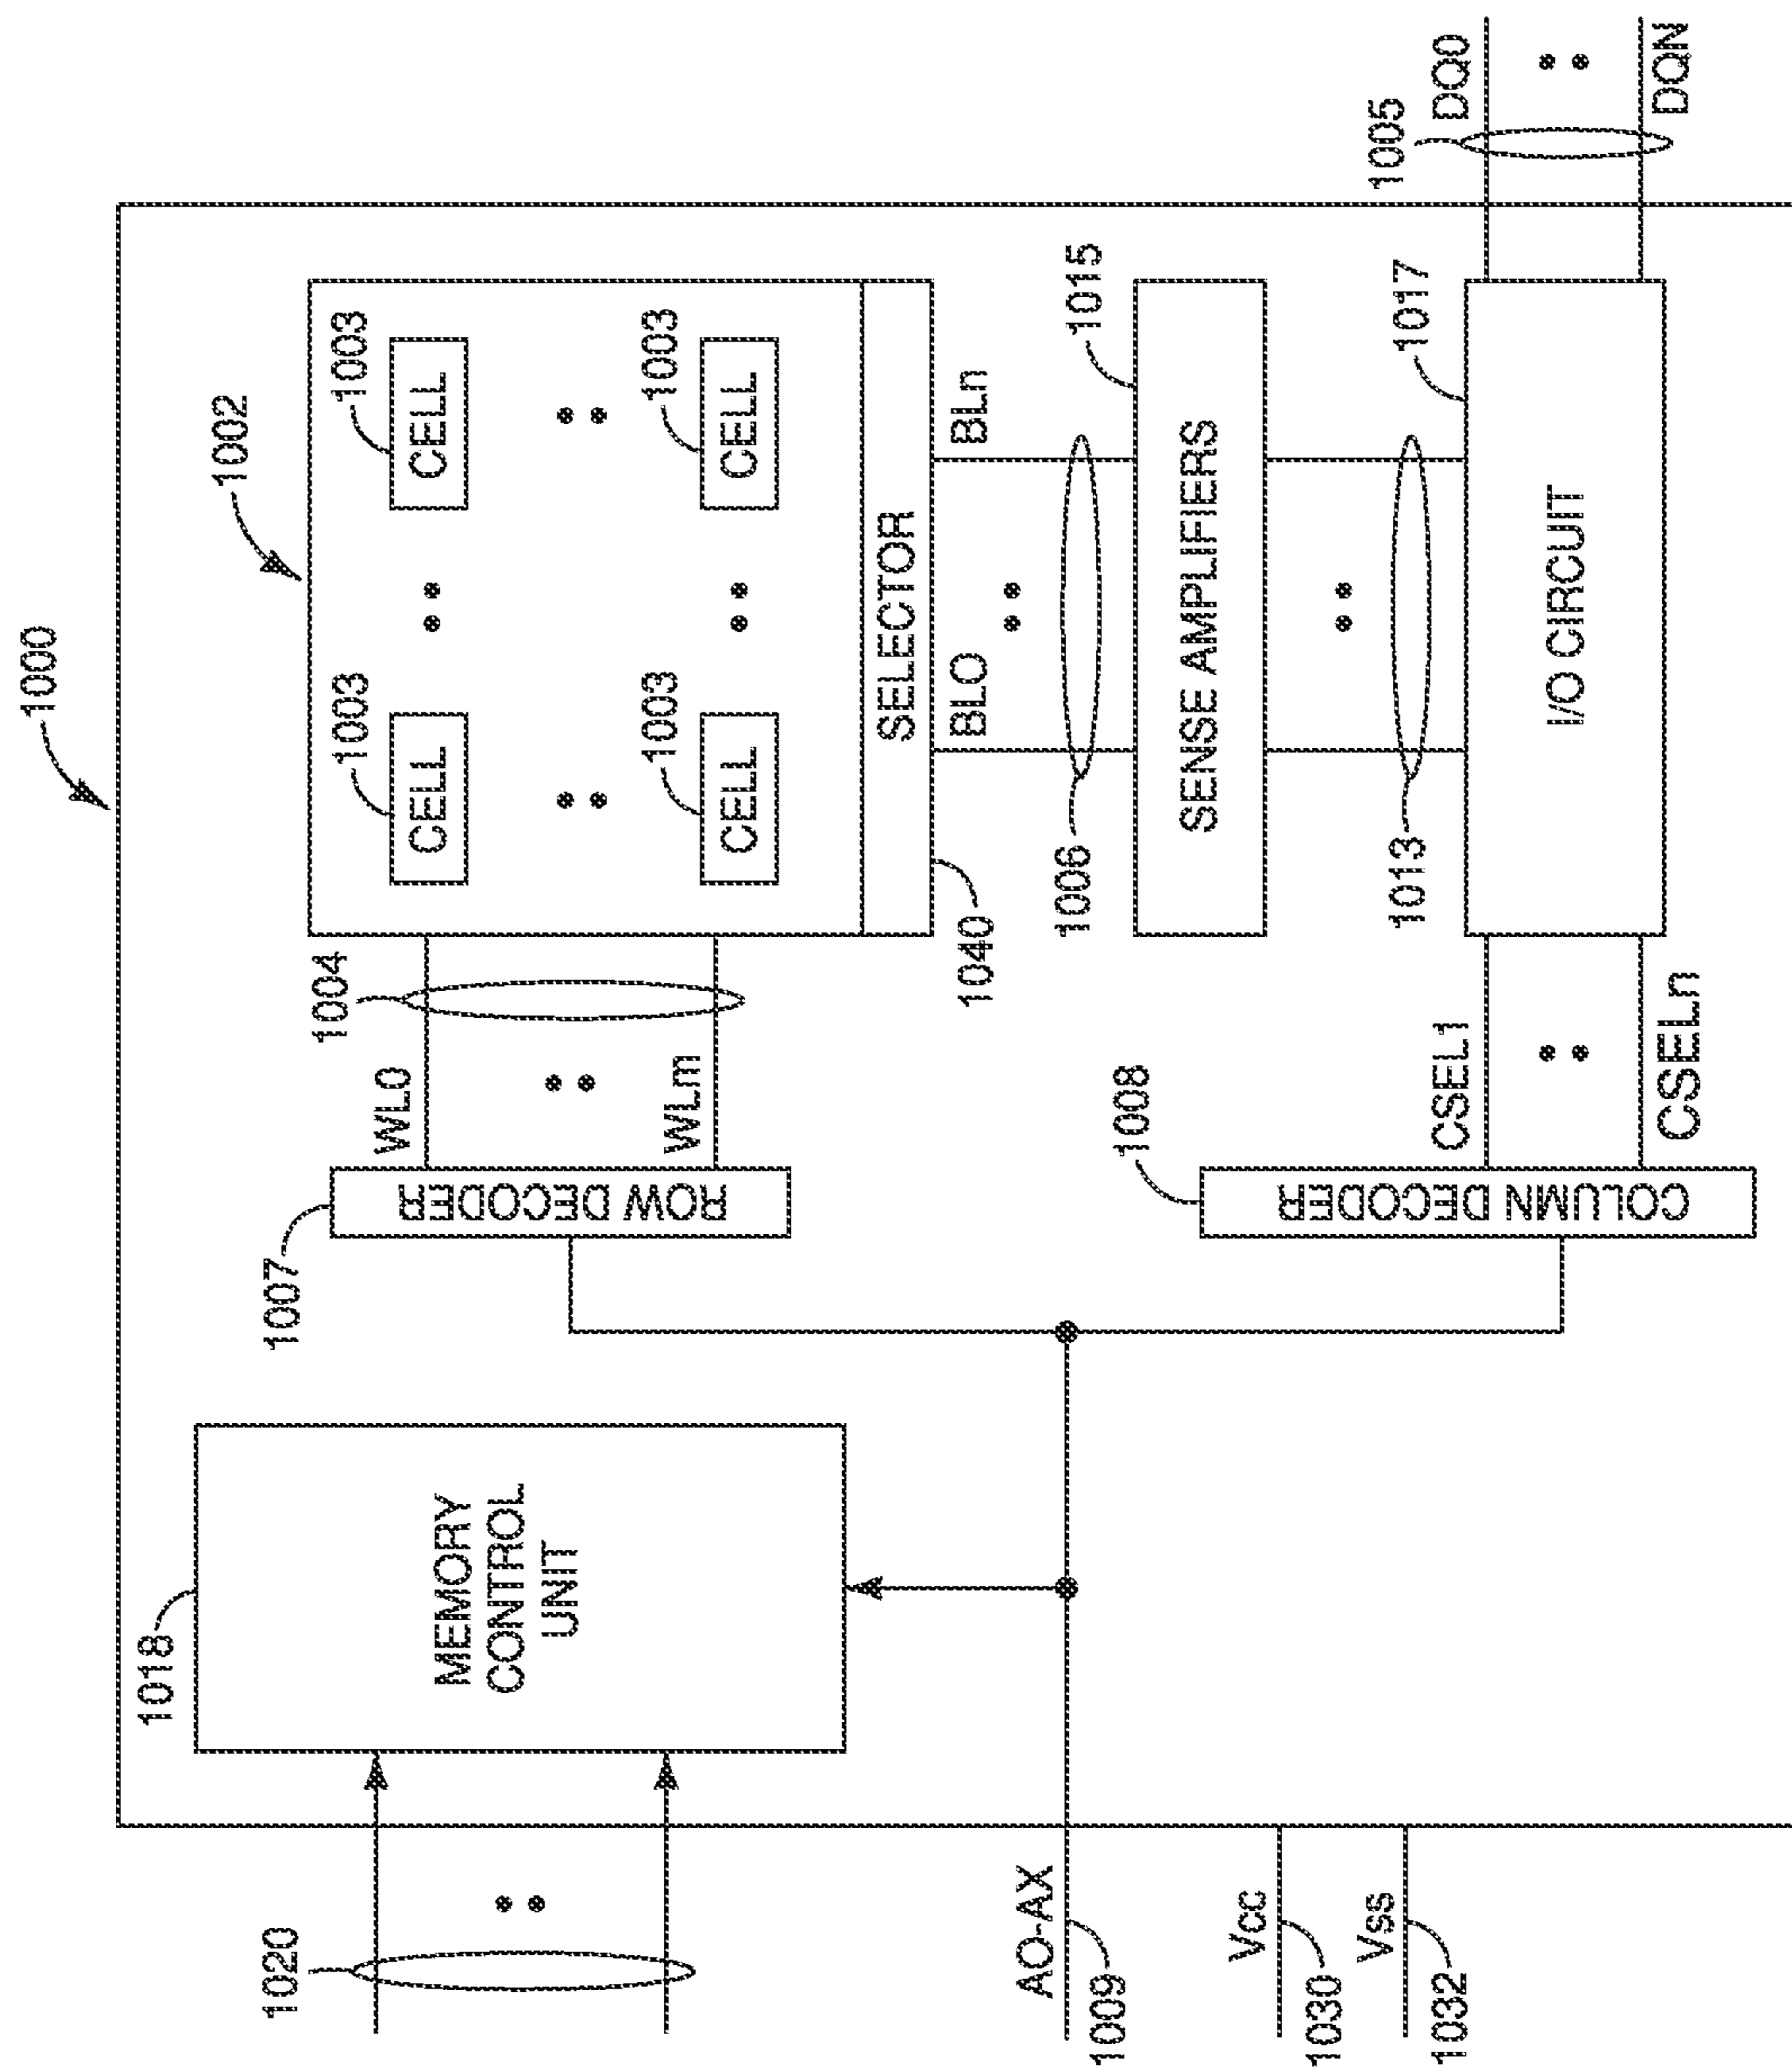 1000
1002
1003
CELL
1003
CELL
1003
CELL
1003
CELL
SELECTOR
1040
1004
WL0
WLm
ROW DECODER
1007
1018
MEMORY
CONTROL
UNIT
1020
BLO
BLn
1006
1015
SENSE AMPLIFIERS
1013
1017
I/O CIRCUIT
1005
DQ0
DQN
1008
COLUMN DECODER
CSEL1
CSELn
AO-AX
1009
Vcc
1030
Vss
1032